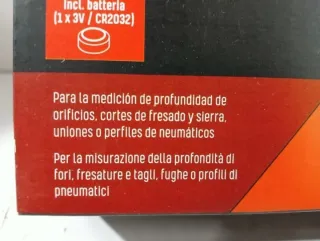 incl. batteria
(1 x 3V / CR2032)
Para la medición de profundidad de
orificios, cortes de fresado y sierra,
uniones o perfiles de neumáticos
Per la misurazione della profondità di
fori, fresature e tagli, fughe o profili di
pneumatici